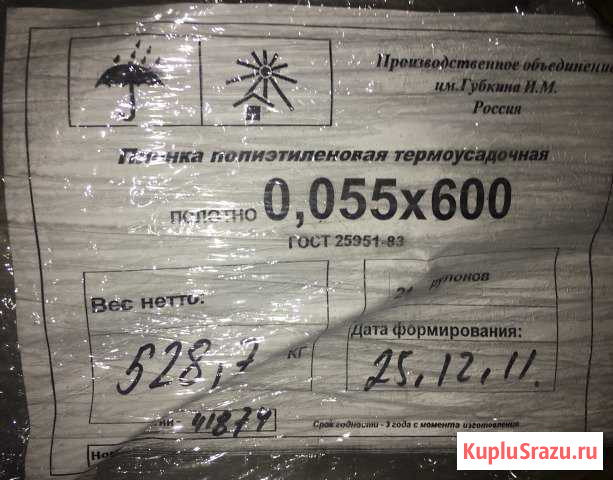 Производственное объединение
им.Губкина И.М.
Россия
Пленка полиэтиленовая термоусадочная
полотно 0,055х600
ГОСТ 25951-83
Вес нетто:
528,7 кг
рулонов
Дата формирования:
25.12.11.
41874
Срок годности - 3 года с момента изготовления
KupluSrazu.ru